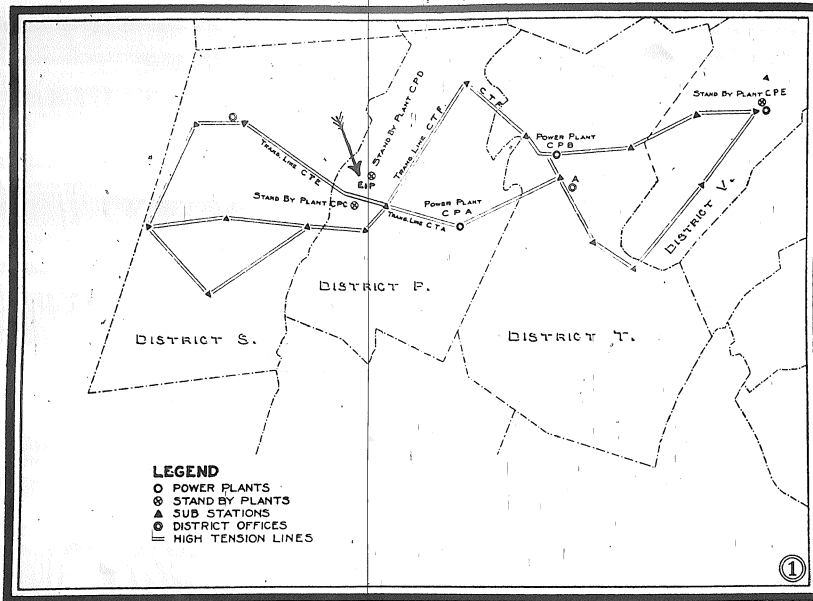 STAND BY PLANT CPE
STAND BY PLANT CPD
TRANS. LINE CTF.
C.T.F.
POWER PLANT
CPB
TRANS. LINE CTE
STAND BY PLANT CPC
POWER PLANT
CPA
TRANS. LINE CTA
A
DISTRICT V.
DISTRICT F.
DISTRICT S.
DISTRICT T.
LEGEND
POWER PLANTS
STAND BY PLANTS
SUB STATIONS
DISTRICT OFFICES
HIGH TENSION LINES
1